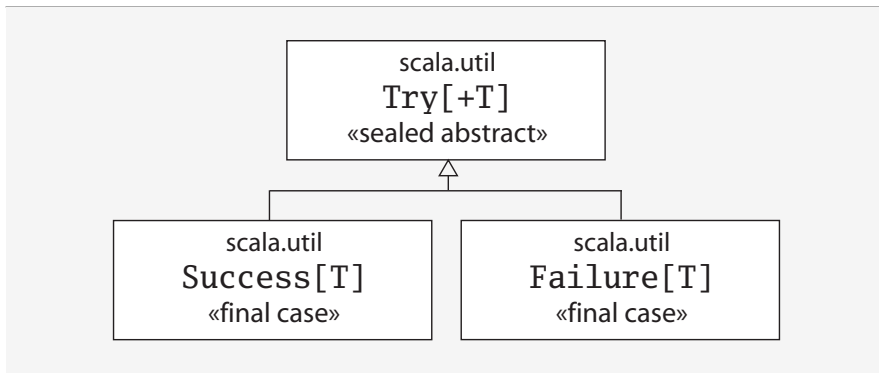 scala.util
Try[+T]
«sealed abstract»
scala.util
Success[T]
«final case»
scala.util
Failure[T]
«final case»